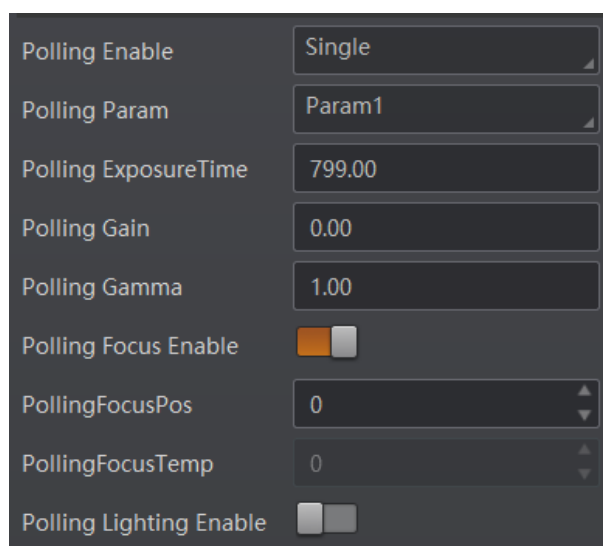 Polling Enable Single
Polling Param Param1
Polling ExposureTime 799.00
Polling Gain 0.00
Polling Gamma 1.00
Polling Focus Enable
PollingFocusPos 0
PollingFocusTemp 0
Polling Lighting Enable